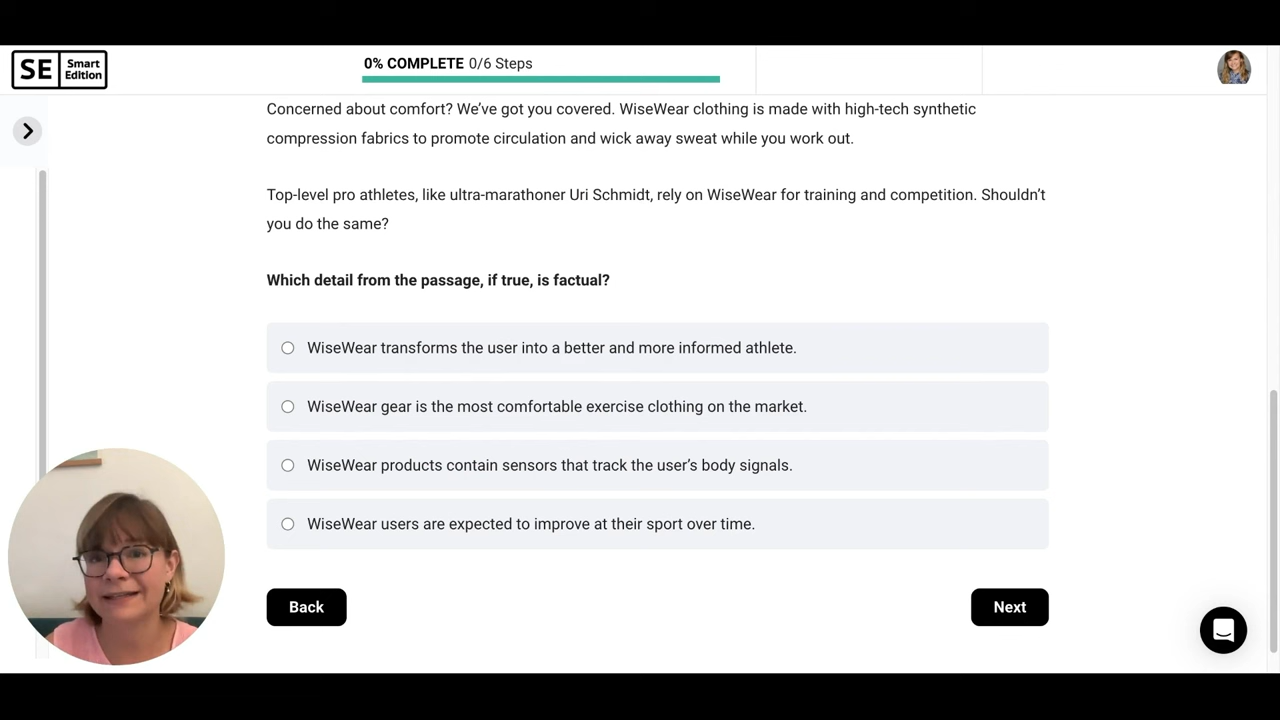 SE Smart
Edition
0% COMPLETE 0/6 Steps
Concerned about comfort? We’ve got you covered. WiseWear clothing is made with high-tech synthetic
compression fabrics to promote circulation and wick away sweat while you work out.
Top-level pro athletes, like ultra-marathoner Uri Schmidt, rely on WiseWear for training and competition. Shouldn’t
you do the same?
Which detail from the passage, if true, is factual?
WiseWear transforms the user into a better and more informed athlete.
WiseWear gear is the most comfortable exercise clothing on the market.
WiseWear products contain sensors that track the user’s body signals.
WiseWear users are expected to improve at their sport over time.
Back
Next